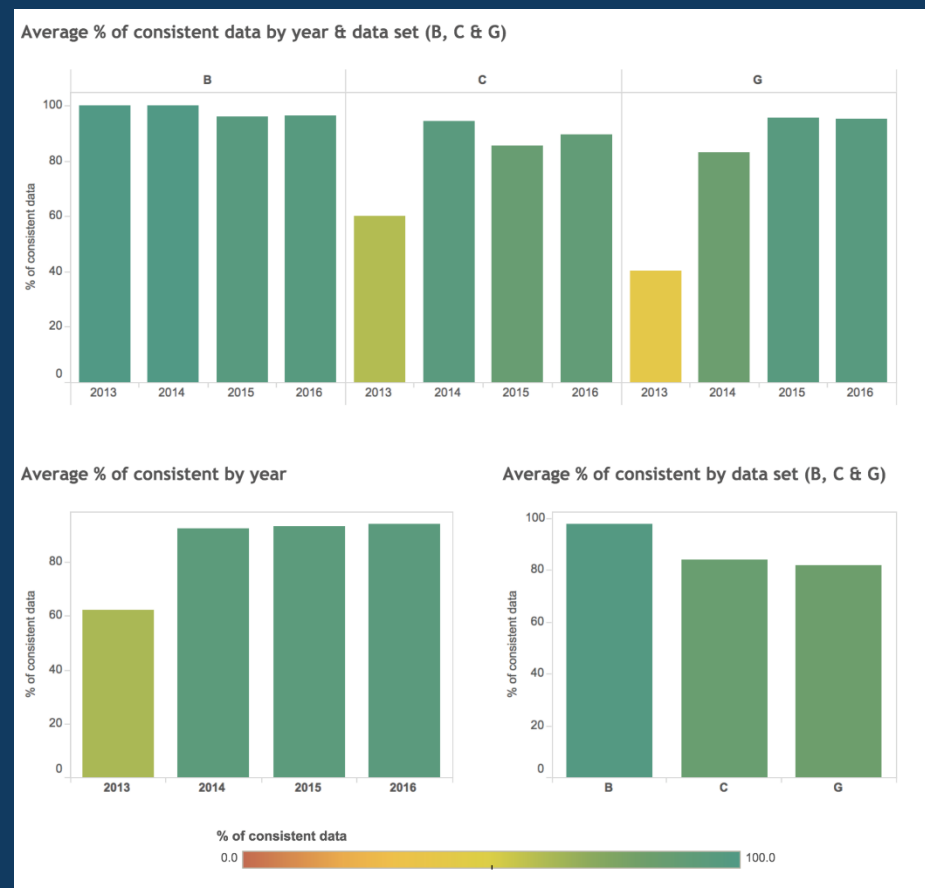 Average % of consistent data by year & data set (B, C & G)
B C G
% of consistent data
100
80
60
40
20
0
2013 2014 2015 2016 2013 2014 2015 2016 2013 2014 2015 2016
Average % of consistent by year
% of consistent data
80
60
40
20
0
2013 2014 2015 2016
Average % of consistent by data set (B, C & G)
% of consistent data
100
80
60
40
20
0
B C G
% of consistent data
0.0 100.0